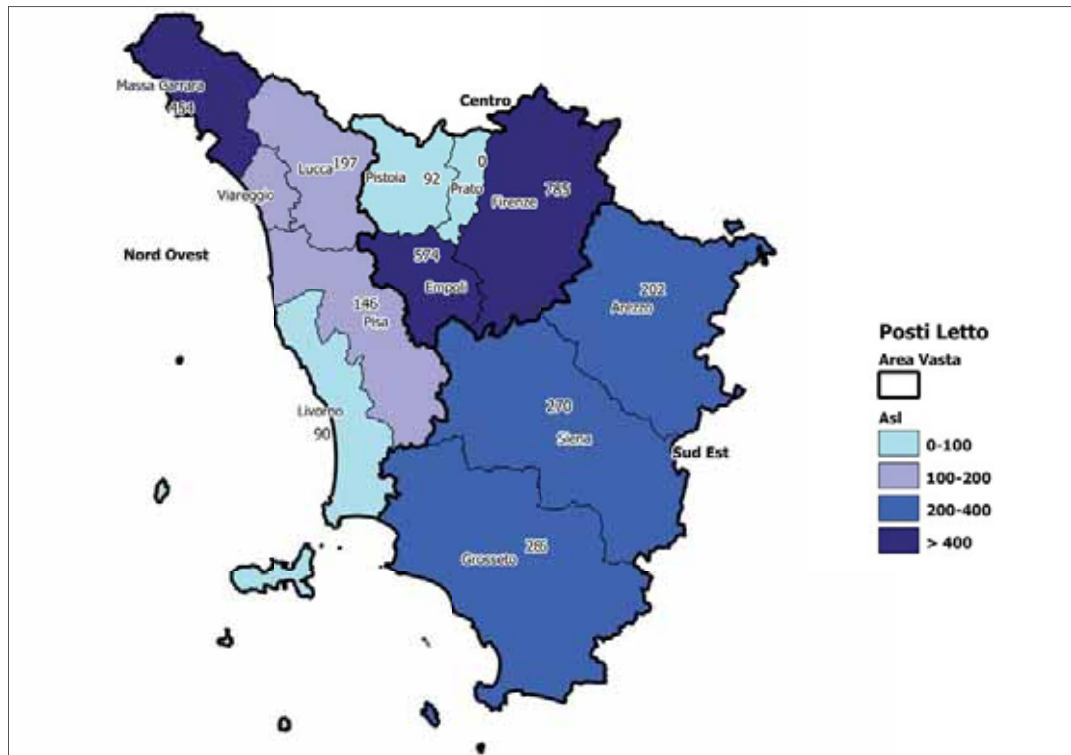 Centro
Massa Carrara
454
Lucca 197
Pistoia 92
0
Prato
Firenze 785
Viareggio
Nord Ovest
574
Empoli
202
Arezzo
146
Pisa
Livorno
90
270
Siena
Sud Est
Grosseto 286
Posti Letto
Area Vasta
Asl
0-100
100-200
200-400
> 400